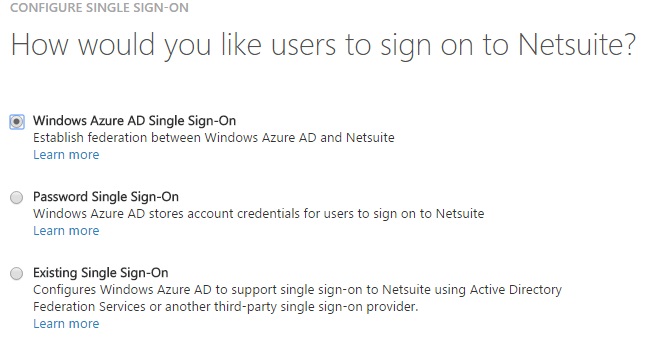 CONFIGURE SINGLE SIGN-ON
How would you like users to sign on to Netsuite?
Windows Azure AD Single Sign-On
Establish federation between Windows Azure AD and Netsuite
Learn more
Password Single Sign-On
Windows Azure AD stores account credentials for users to sign on to Netsuite
Learn more
Existing Single Sign-On
Configures Windows Azure AD to support single sign-on to Netsuite using Active Directory
Federation Services or another third-party single sign-on provider.
Learn more